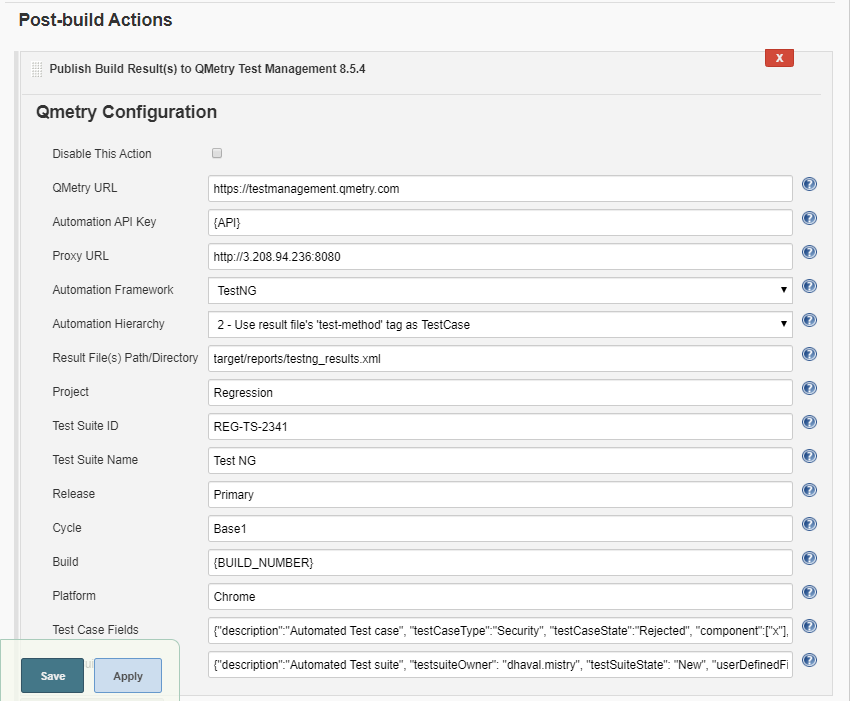 Post-build Actions
Publish Build Result(s) to QMetry Test Management 8.5.4
X
Qmetry Configuration
Disable This Action
QMetry URL
https://testmanagement.qmetry.com
Automation API Key
{API}
Proxy URL
http://3.208.94.236:8080
Automation Framework
TestNG
Automation Hierarchy
2 - Use result file's 'test-method' tag as TestCase
Result File(s) Path/Directory
target/reports/testng_results.xml
Project
Regression
Test Suite ID
REG-TS-2341
Test Suite Name
Test NG
Release
Primary
Cycle
Base1
Build
{BUILD_NUMBER}
Platform
Chrome
Test Case Fields
{"description":"Automated Test case", "testCaseType":"Security", "testCaseState":"Rejected", "component":["x"],
{"description":"Automated Test suite", "testsuiteOwner": "dhaval.mistry", "testSuiteState": "New", "userDefinedFi
Save
Apply